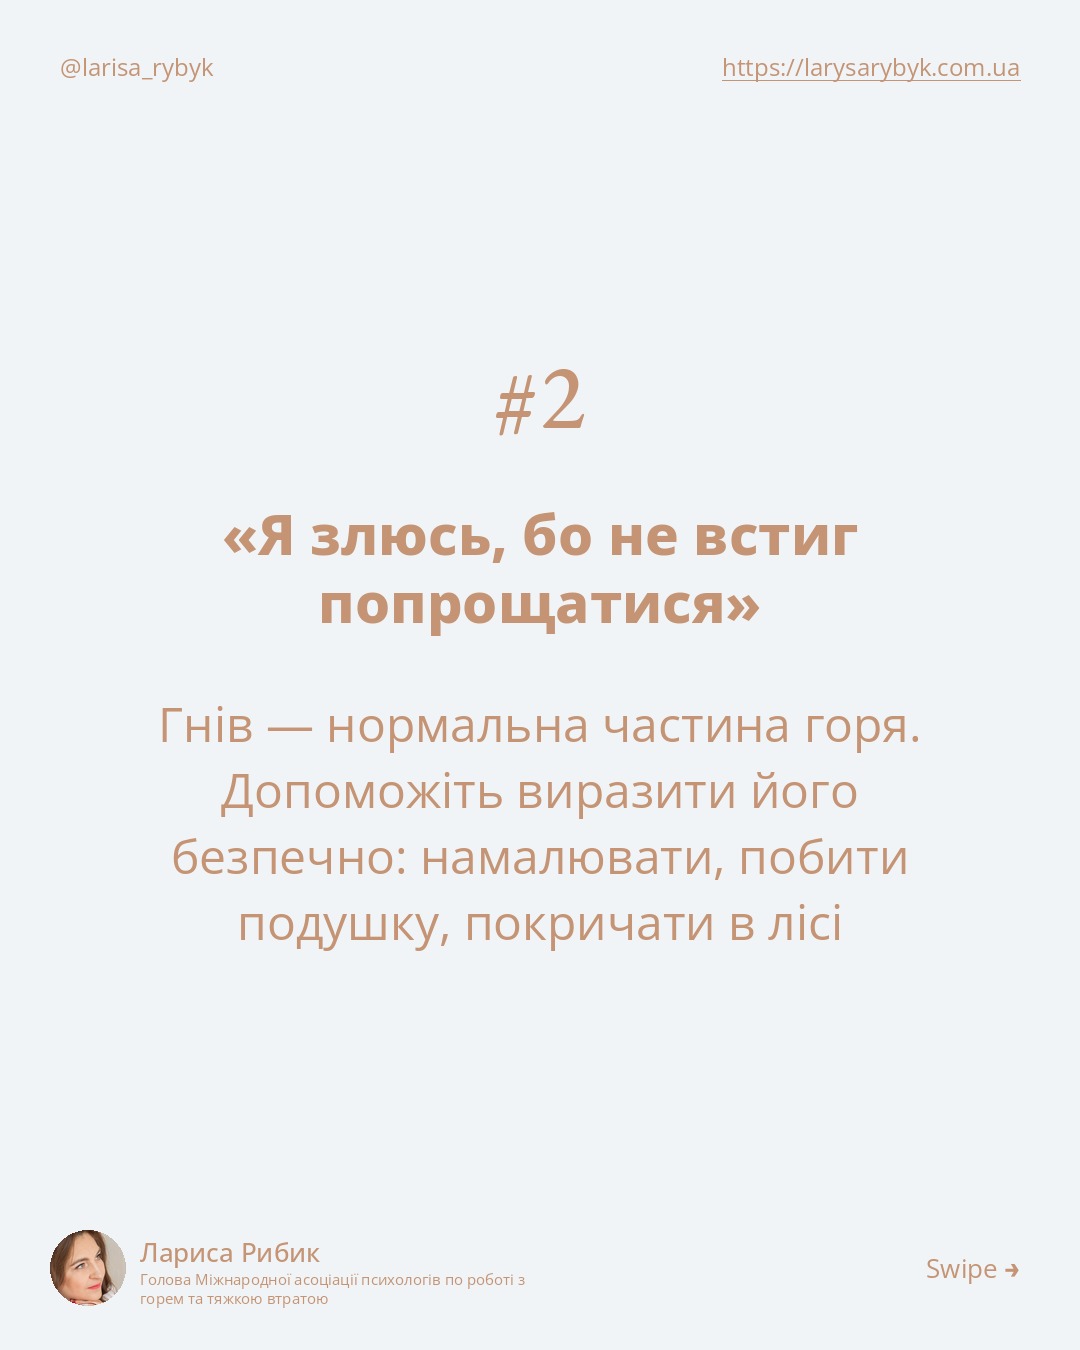 @larisa_rybyk
https://larysarybyk.com.ua
#2
«Я злюсь, бо не встиг
попрощатися»
Гнів — нормальна частина горя.
Допоможіть виразити його
безпечно: намалювати, побити
подушку, покричати в лісі
Лариса Рибик
Голова Міжнародної асоціації психологів по роботі з
горем та тяжкою втратою
Swipe →